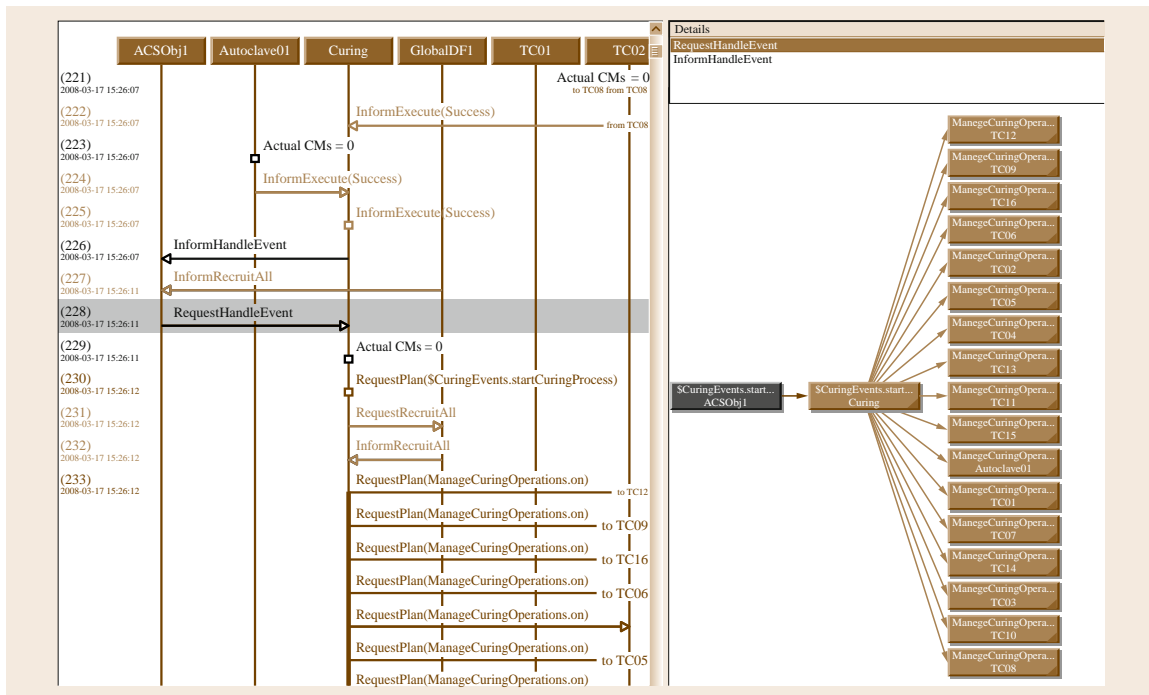 ACSObj1 Autoclave01 Curing GlobalDF1 TC01 TC02
(221) Actual CMs = 0
2008-03-17 15:26:07 to TC08 from TC08
(222) InformExecute(Success)
2008-03-17 15:26:07 from TC08
(223) Actual CMs = 0
2008-03-17 15:26:07
(224) InformExecute(Success)
2008-03-17 15:26:07
(225) InformExecute(Success)
2008-03-17 15:26:07
(226) InformHandleEvent
2008-03-17 15:26:07
(227) InformRecruitAll
2008-03-17 15:26:11
(228) RequestHandleEvent
2008-03-17 15:26:11
(229) Actual CMs = 0
2008-03-17 15:26:11
(230) RequestPlan($CuringEvents.startCuringProcess)
2008-03-17 15:26:12
(231) RequestRecruitAll
2008-03-17 15:26:12
(232) InformRecruitAll
2008-03-17 15:26:12
(233) RequestPlan(ManageCuringOperations.on)
2008-03-17 15:26:12 to TC12
RequestPlan(ManageCuringOperations.on)
to TC09
RequestPlan(ManageCuringOperations.on)
to TC16
RequestPlan(ManageCuringOperations.on)
to TC06
RequestPlan(ManageCuringOperations.on)
RequestPlan(ManageCuringOperations.on)
to TC05
RequestPlan(ManageCuringOperations.on)
Details
RequestHandleEvent
InformHandleEvent
$CuringEvents.start...
ACSObj1
$CuringEvents.start...
Curing
ManegeCuringOpera...
TC12
ManegeCuringOpera...
TC09
ManegeCuringOpera...
TC16
ManegeCuringOpera...
TC06
ManegeCuringOpera...
TC02
ManegeCuringOpera...
TC05
ManegeCuringOpera...
TC04
ManegeCuringOpera...
TC13
ManegeCuringOpera...
TC11
ManegeCuringOpera...
TC15
ManegeCuringOpera...
Autoclave01
ManegeCuringOpera...
TC01
ManegeCuringOpera...
TC07
ManegeCuringOpera...
TC14
ManegeCuringOpera...
TC03
ManegeCuringOpera...
TC10
ManegeCuringOpera...
TC08